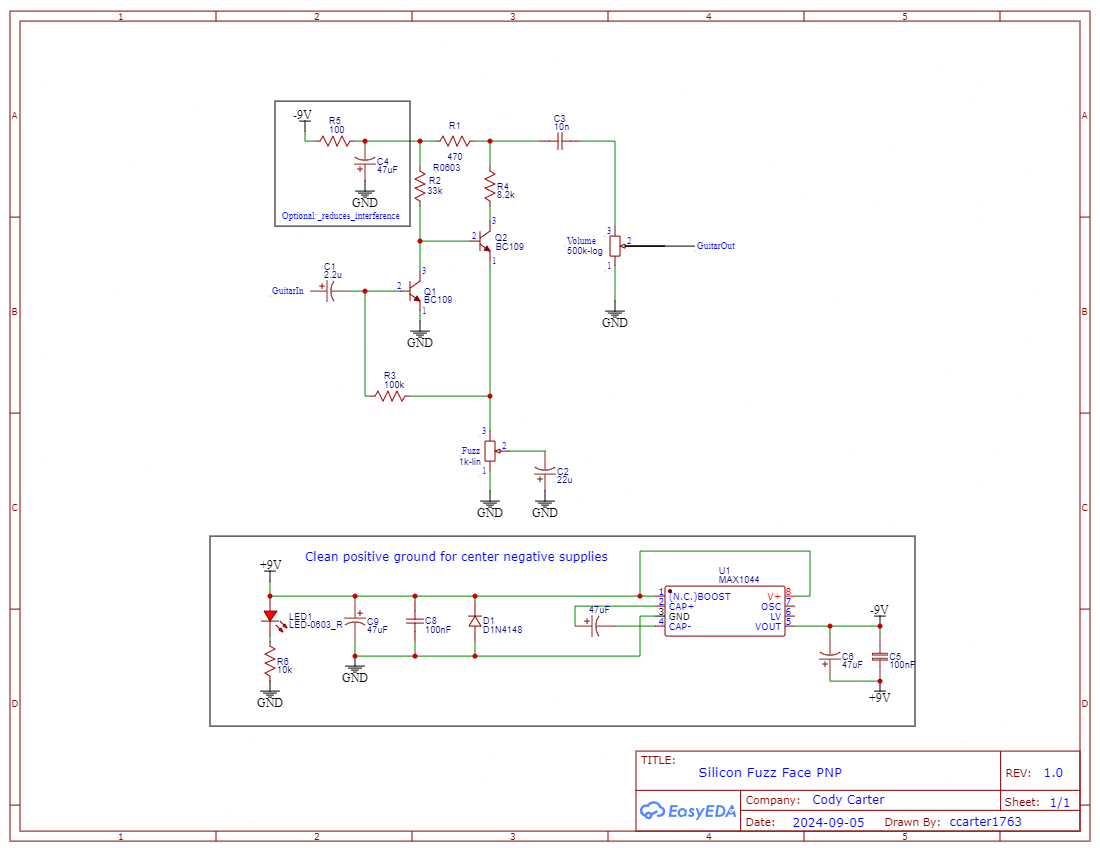 1 2 3 4 5
A A
B B
C C
D D
-9V
R5
100
C4
47uF
GND
Optional:_reduces_interference
R1
470
R0603
R2
33k
R4
8.2k
C3
10n
3
2
Q2
BC109
1
Volume
500k-log
3
2
1
GuitarOut
GND
C1
2.2u
GuitarIn
3
2
Q1
BC109
1
GND
R3
100k
3
Fuzz
1k-lin
2
1
C2
22u
GND
GND
Clean positive ground for center negative supplies
+9V
LED1
LED-0603_R
R6
10k
GND
C9
47uF
GND
C8
100nF
D1
D1N4148
47uF
U1
MAX1044
1 (N.C.)BOOST V+ 8
2 CAP+ OSC 7
3 GND LV 6
4 CAP- VOUT 5
-9V
C6
47uF
C5
100nF
+9V
TITLE:
Silicon Fuzz Face PNP
REV: 1.0
EasyEDA
Company: Cody Carter
Sheet: 1/1
Date: 2024-09-05 Drawn By: ccarter1763
1 2 3 4 5